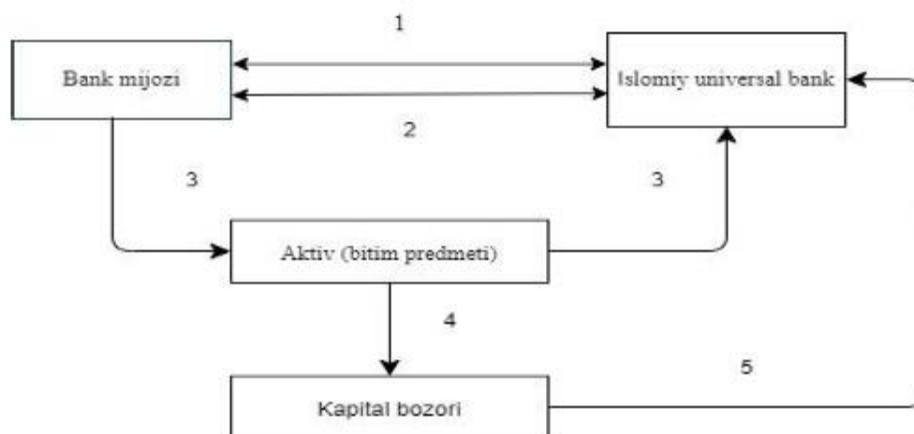 1
Bank mijozi
Islomiy universal bank
2
3
3
Aktiv (bitim predmeti)
4
5
Kapital bozori